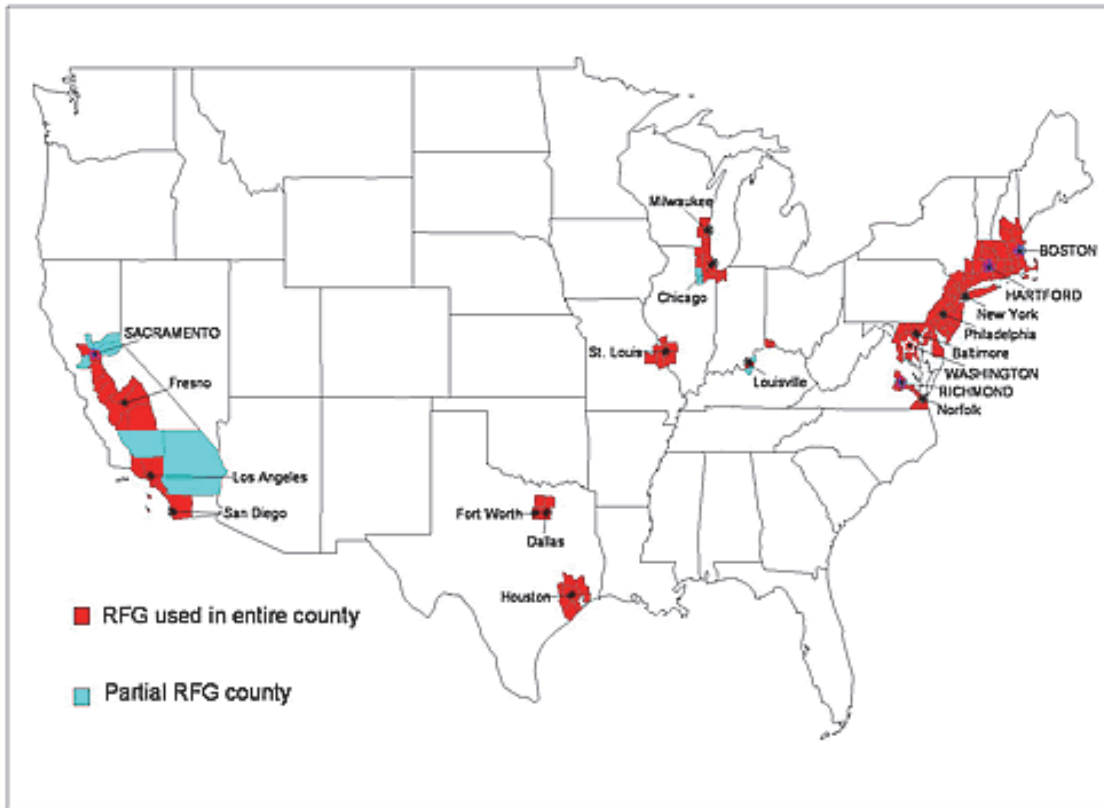 Milwaukee
BOSTON
Chicago
HARTFORD
New York
SACRAMENTO
Philadelphia
St. Louis
Baltimore
Fresno
Louisville
WASHINGTON
RICHMOND
Norfolk
Los Angeles
San Diego
Fort Worth
Dallas
Houston
RFG used in entire county
Partial RFG county